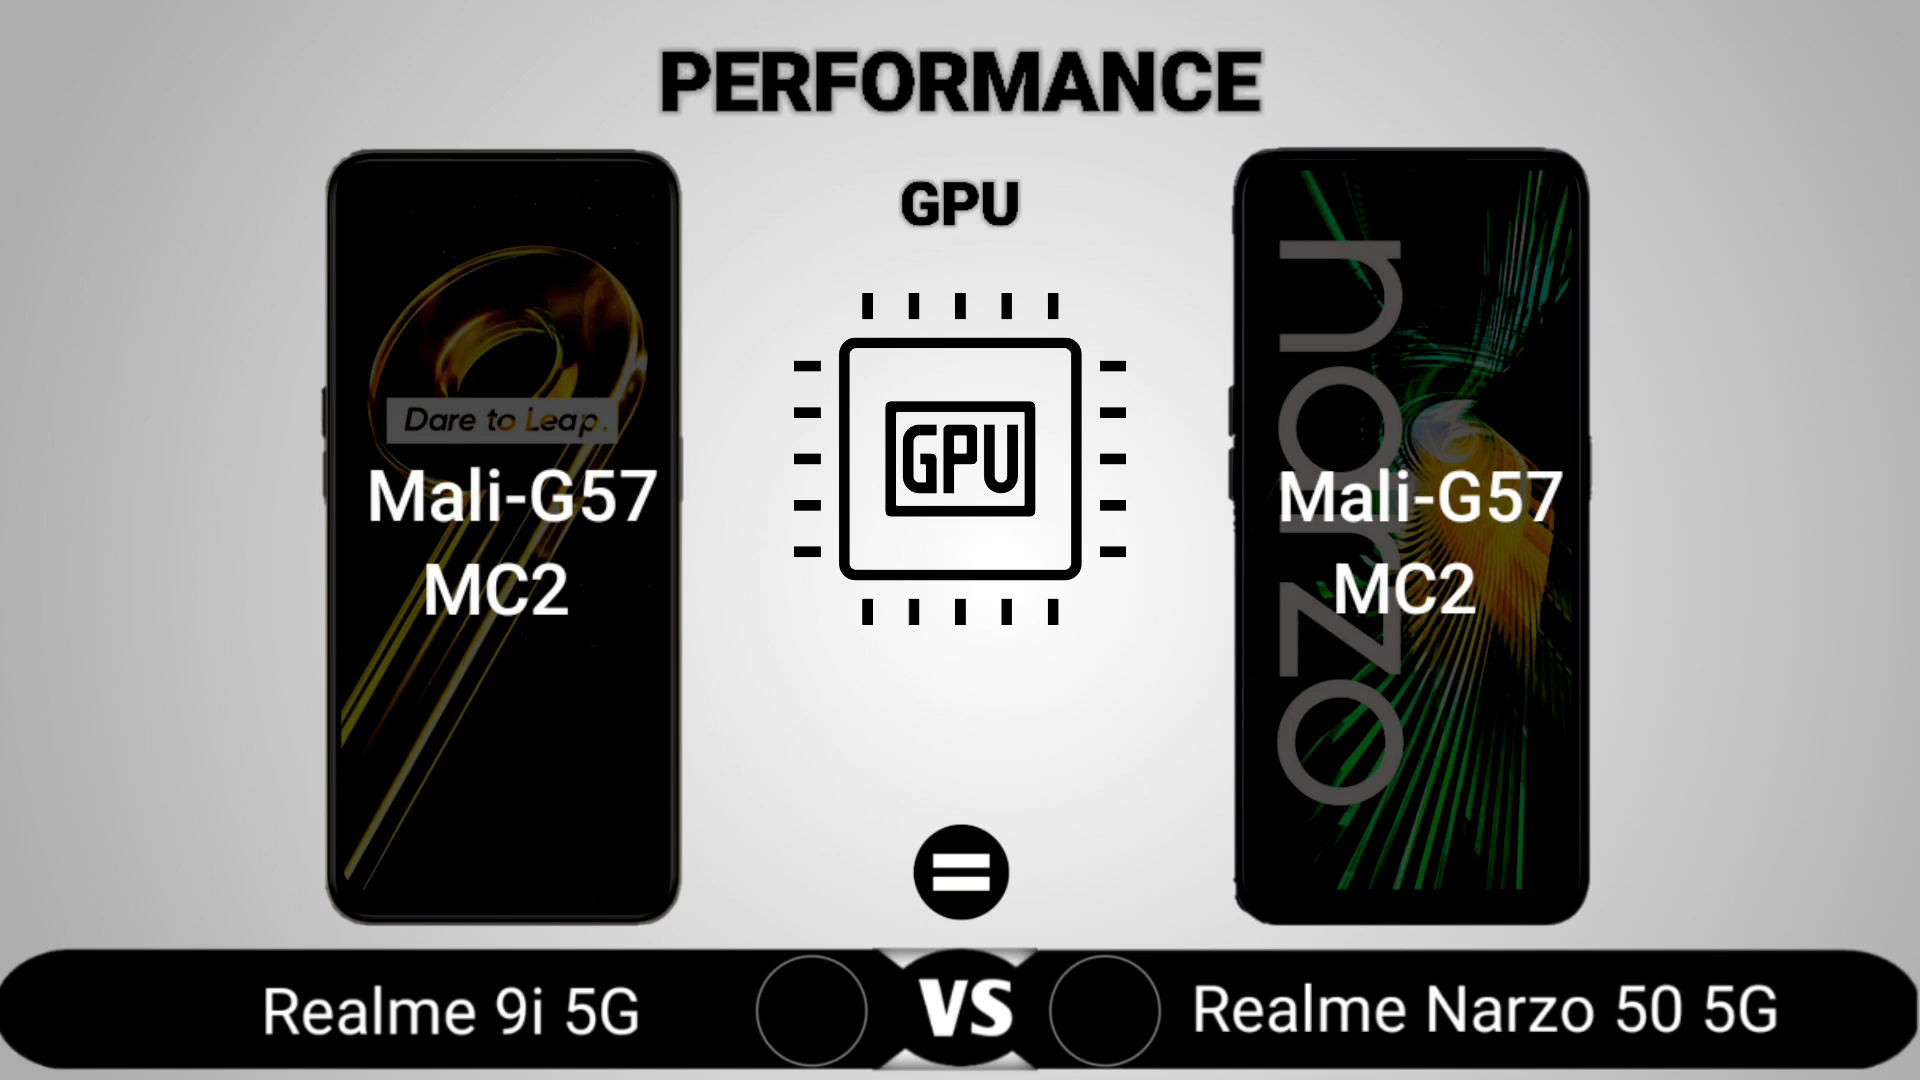 PERFORMANCE
GPU
GPU
Dare to Leap.
Mali-G57
MC2
narzo
Mali-G57
MC2
Realme 9i 5G
VS
Realme Narzo 50 5G